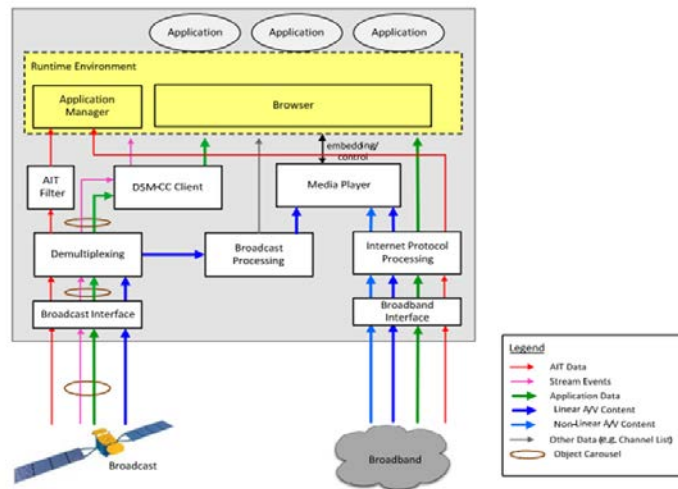 Application
Application
Application
Runtime Environment
Application
Manager
Browser
embedding/
control
AIT
Filter
DSM-CC Client
Media Player
Demultiplexing
Broadcast
Processing
Internet Protocol
Processing
Broadcast Interface
Broadband
Interface
Broadcast
Broadband
Legend
AIT Data
Stream Events
Application Data
Linear A/V Content
Non-Linear A/V Content
Other Data (e.g. Channel List)
Object Carousel